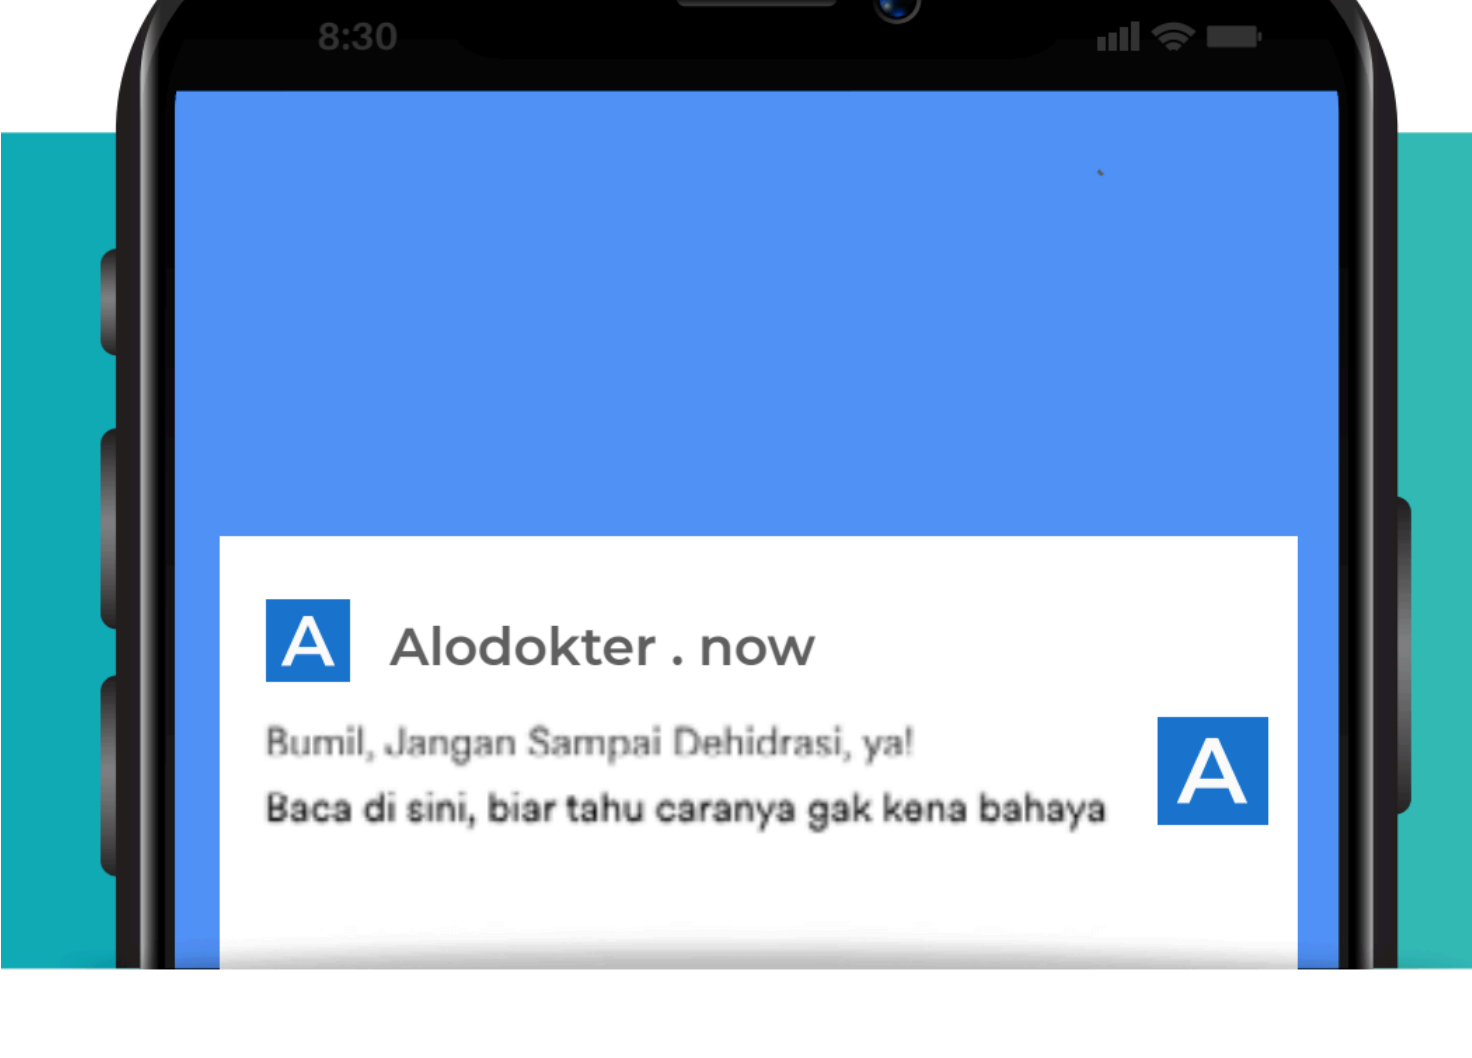 8:30
A Alodokter . now
Bumil, Jangan Sampai Dehidrasi, ya!
Baca di sini, biar tahu caranya gak kena bahaya
A